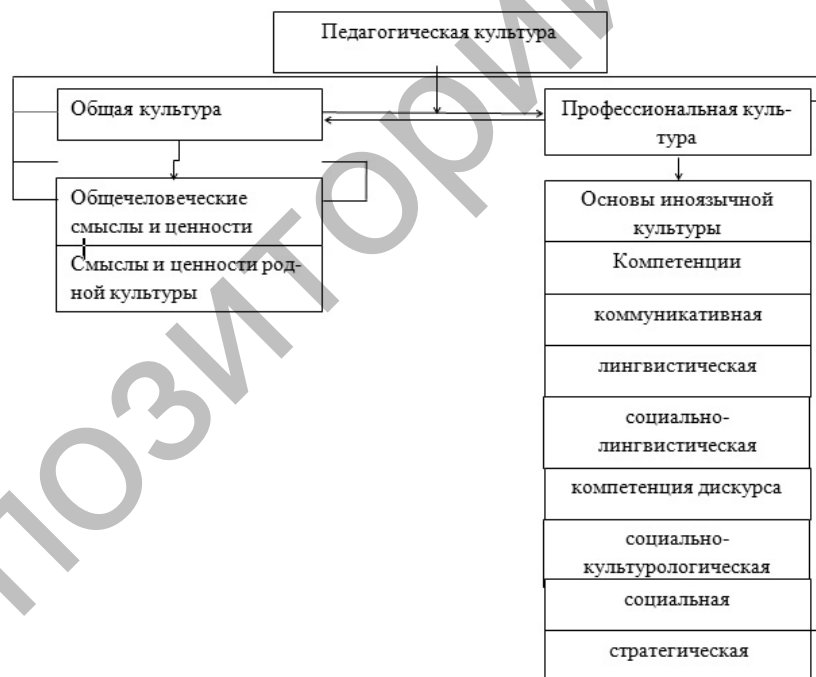 Педагогическая культура
Общая культура
Общечеловеческие
смыслы и ценности
Смыслы и ценности род-
ной культуры
Профессиональная куль-
тура
Основы иноязычной
культуры
Компетенции
коммуникативная
лингвистическая
социально-
лингвистическая
компетенция дискурса
социально-
культурологическая
социальная
стратегическая
позитори